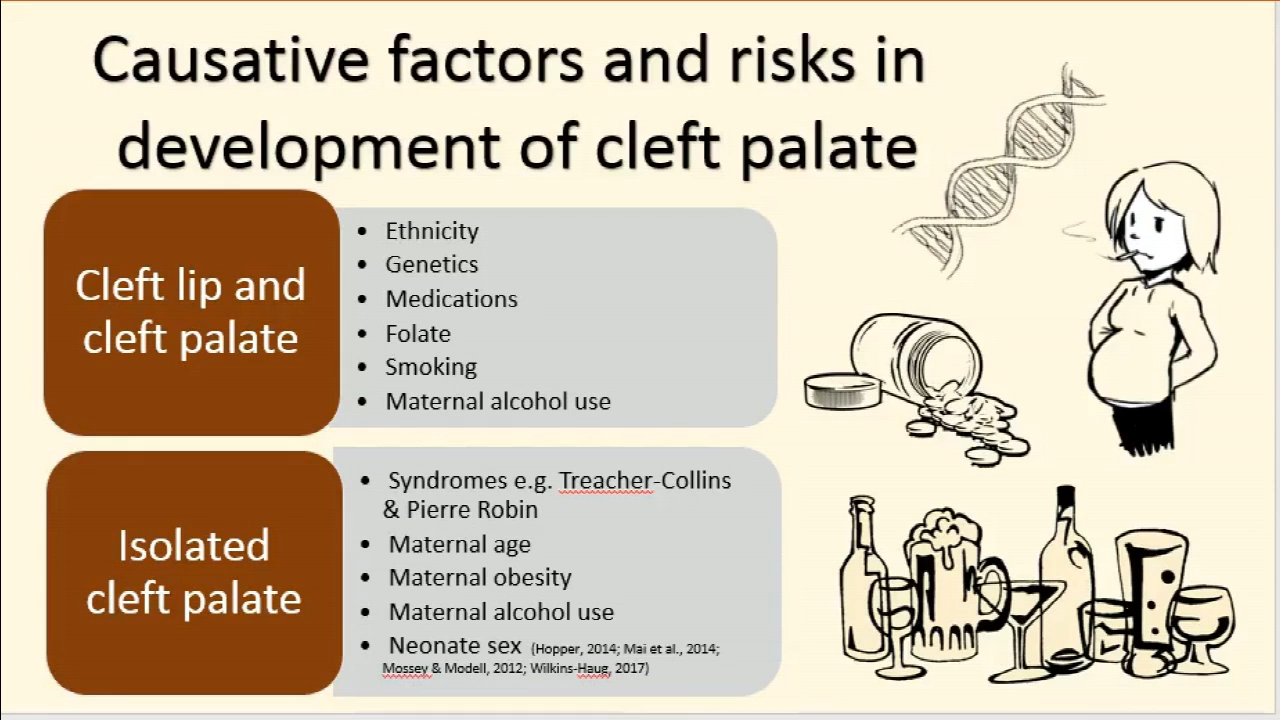 Causative factors and risks in
development of cleft palate
Cleft lip and
cleft palate
• Ethnicity
• Genetics
• Medications
• Folate
• Smoking
• Maternal alcohol use
Isolated
cleft palate
• Syndromes e.g. Treacher-Collins
& Pierre Robin
• Maternal age
• Maternal obesity
• Maternal alcohol use
• Neonate sex (Hopper, 2014; Mai et al., 2014;
Mossey & Modell, 2012; Wilkins-Haug, 2017)